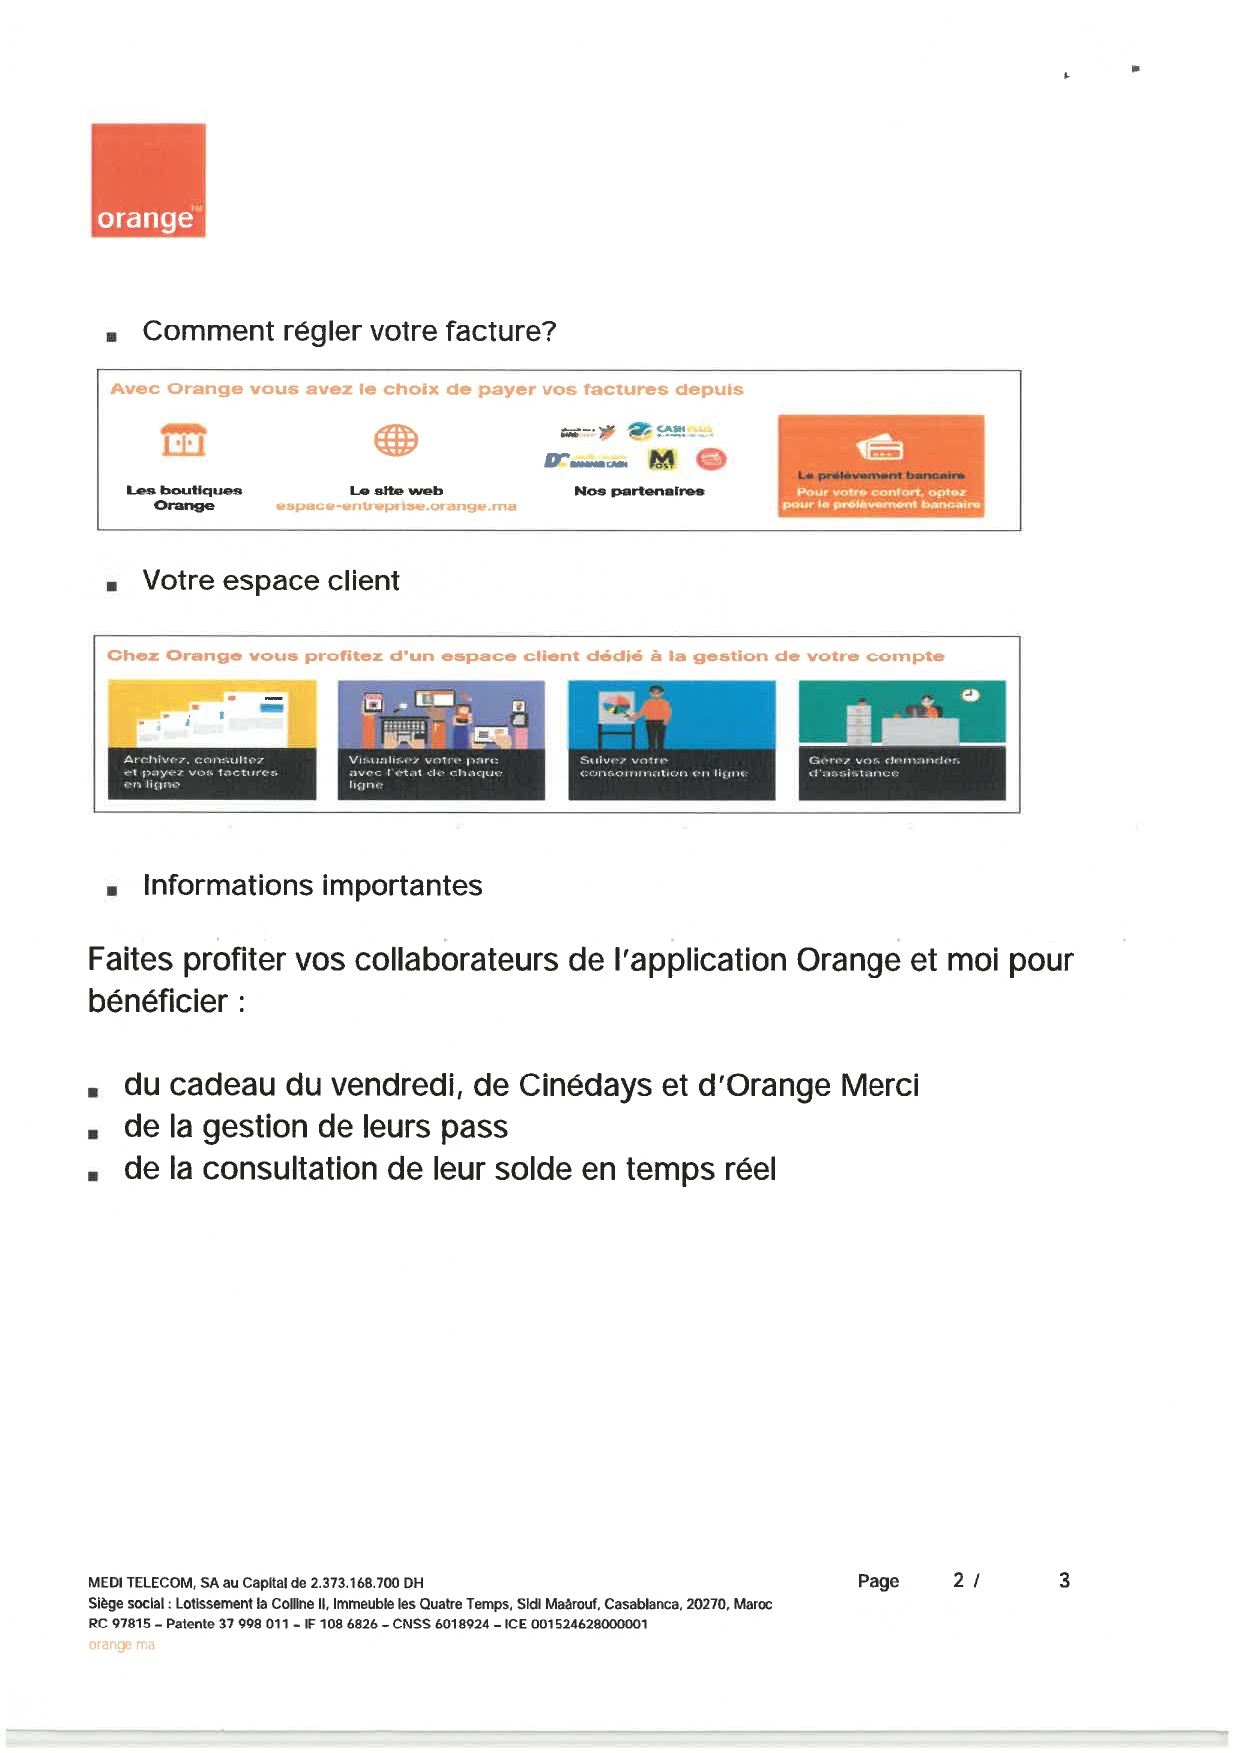 orange™
Comment régler votre facture?
Avec Orange vous avez le choix de payer vos factures depuis
CASH PLUS
BARID CASH
POST
Les boutiques
Orange
Le site web
espace-entreprise.orange.ma
Nos partenaires
Le prélèvement bancaire
Pour votre confort, optez
pour le prélèvement bancaire
Votre espace client
Chez Orange vous profitez d'un espace client dédié à la gestion de votre compte
Archivez, consultez
et payez vos factures
en ligne
Visualisez votre parc
avec l'état de chaque
ligne
Suivez votre
consommation en ligne
Gérez vos demandes
d'assistance
Informations importantes
Faites profiter vos collaborateurs de l'application Orange et moi pour
bénéficier :
du cadeau du vendredi, de Cinédays et d'Orange Merci
de la gestion de leurs pass
de la consultation de leur solde en temps réel
MEDI TELECOM, SA au Capital de 2.373.168.700 DH
Page 2 / 3
Siège social : Lotissement la Colline II, Immeuble les Quatre Temps, Sidi Maârouf, Casablanca, 20270, Maroc
RC 97815 – Patente 37 998 011 – IF 108 6826 – CNSS 6018924 – ICE 001524628000001
orange ma